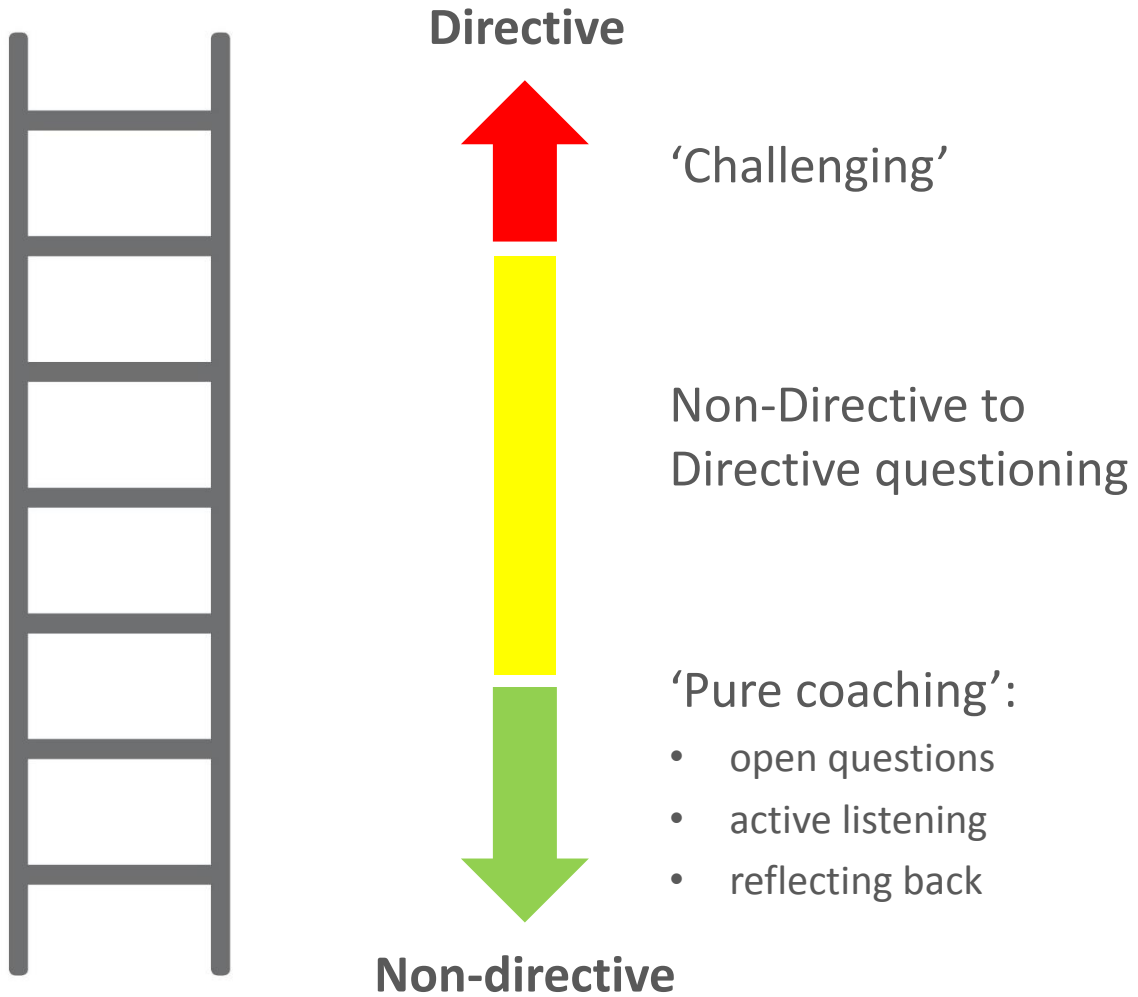 Directive
‘Challenging’
Non-Directive to
Directive questioning
‘Pure coaching’:
• open questions
• active listening
• reflecting back
Non-directive